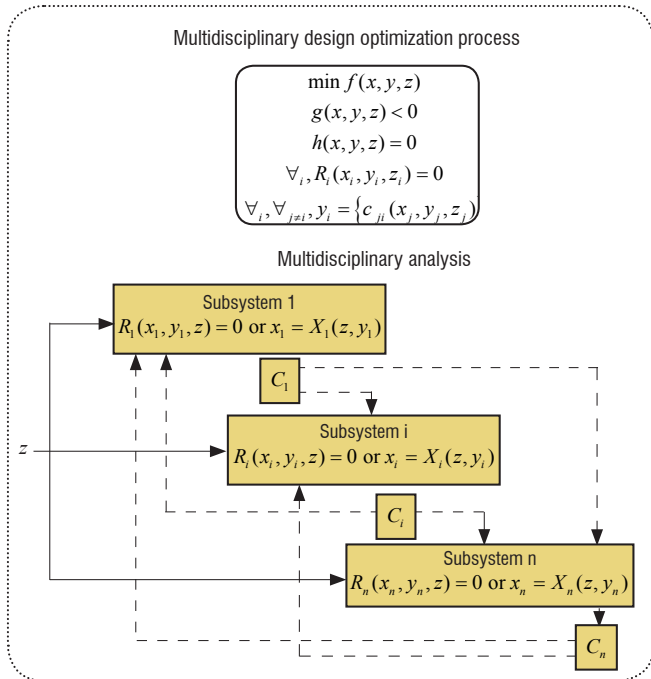 Multidisciplinary design optimization process
min f(x, y, z)
g(x, y, z) < 0
h(x, y, z) = 0
∀ᵢ, Rᵢ(xᵢ, yᵢ, zᵢ) = 0
∀ᵢ, ∀ⱼ≠ᵢ, yᵢ = {cⱼᵢ(xⱼ, yⱼ, zⱼ)
Multidisciplinary analysis
Subsystem 1
R₁(x₁, y₁, z) = 0 or x₁ = X₁(z, y₁)
C₁
Subsystem i
z
Rᵢ(xᵢ, yᵢ, z) = 0 or xᵢ = Xᵢ(z, yᵢ)
Cᵢ
Subsystem n
Rₙ(xₙ, yₙ, z) = 0 or xₙ = Xₙ(z, yₙ)
Cₙ